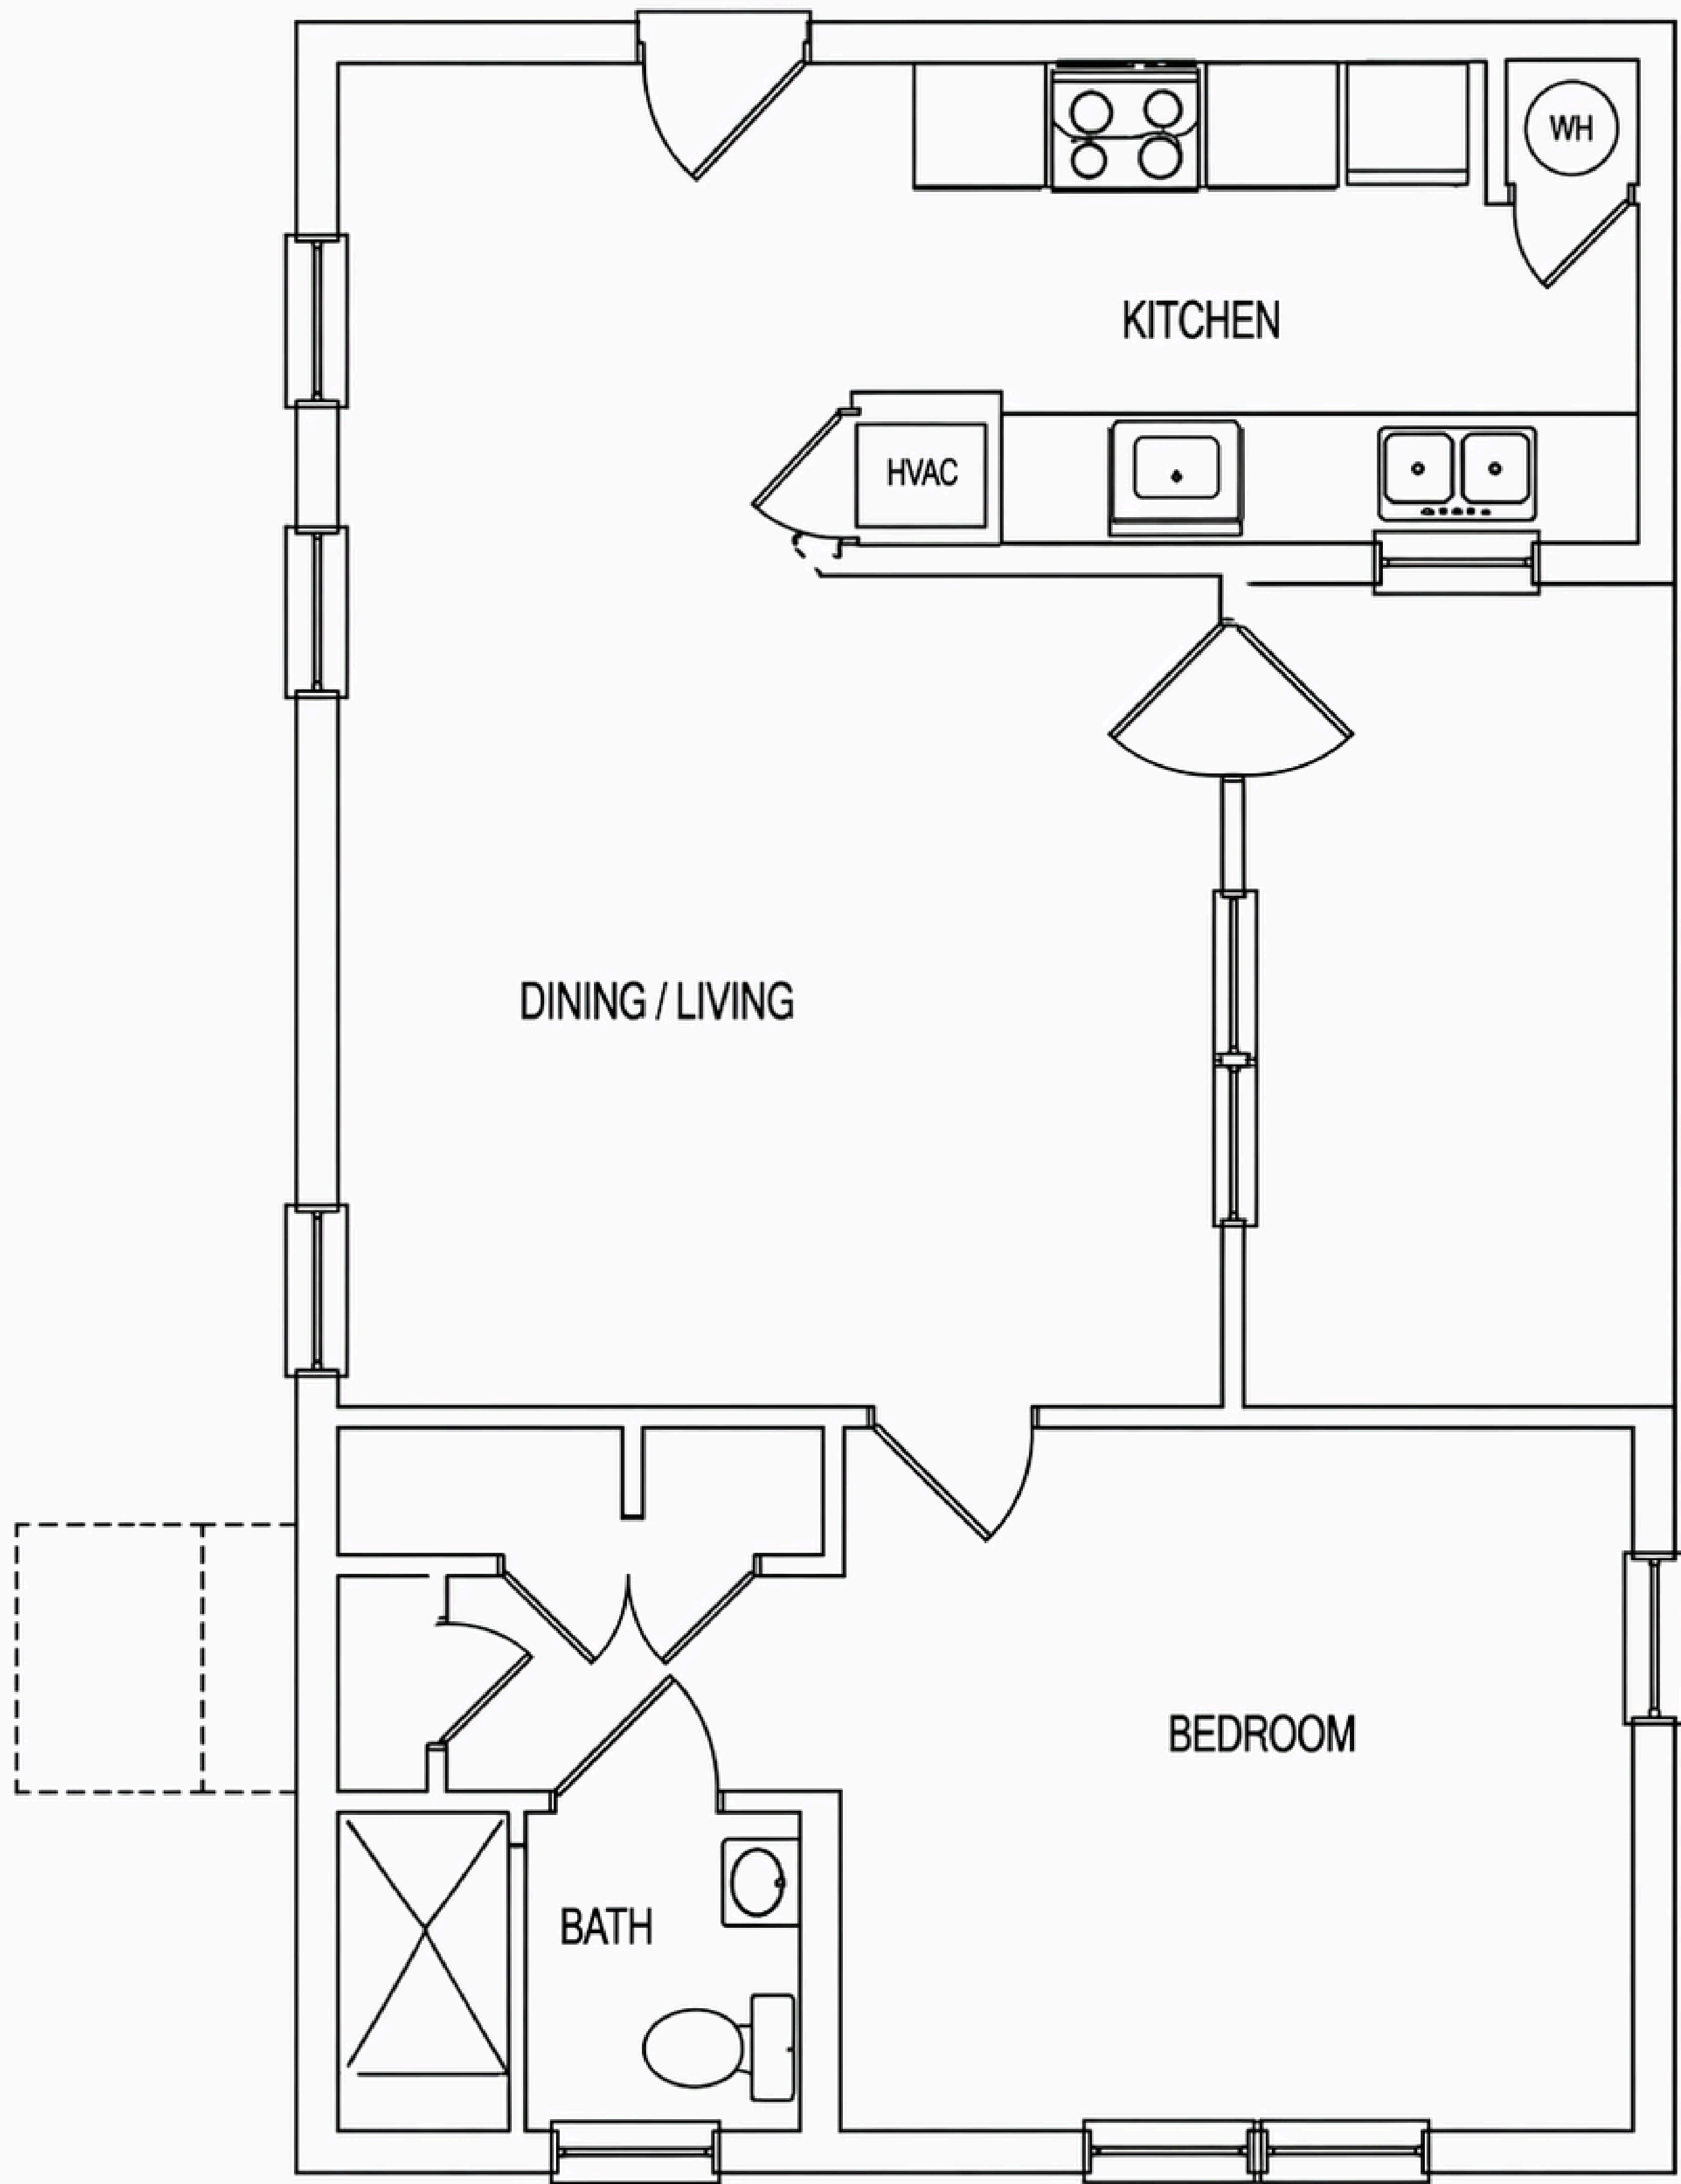 WH
KITCHEN
HVAC
DINING / LIVING
BEDROOM
BATH